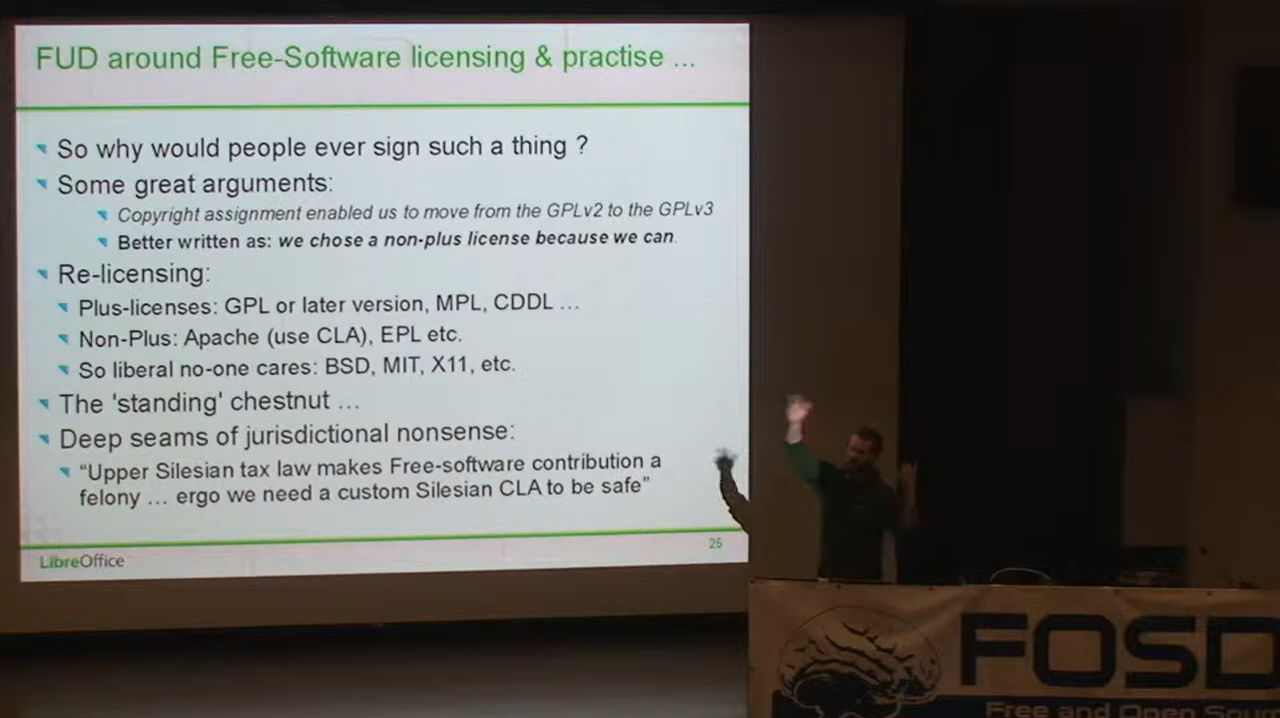 FUD around Free-Software licensing & practise ...
So why would people ever sign such a thing ?
Some great arguments:
Copyright assignment enabled us to move from the GPLv2 to the GPLv3
Better written as: we chose a non-plus license because we can.
Re-licensing:
Plus-licenses: GPL or later version, MPL, CDDL ...
Non-Plus: Apache (use CLA), EPL etc.
So liberal no-one cares: BSD, MIT, X11, etc.
The 'standing' chestnut ...
Deep seams of jurisdictional nonsense:
“Upper Silesian tax law makes Free-software contribution a
felony ... ergo we need a custom Silesian CLA to be safe”
25
LibreOffice
FOSD
Free and Open Sour